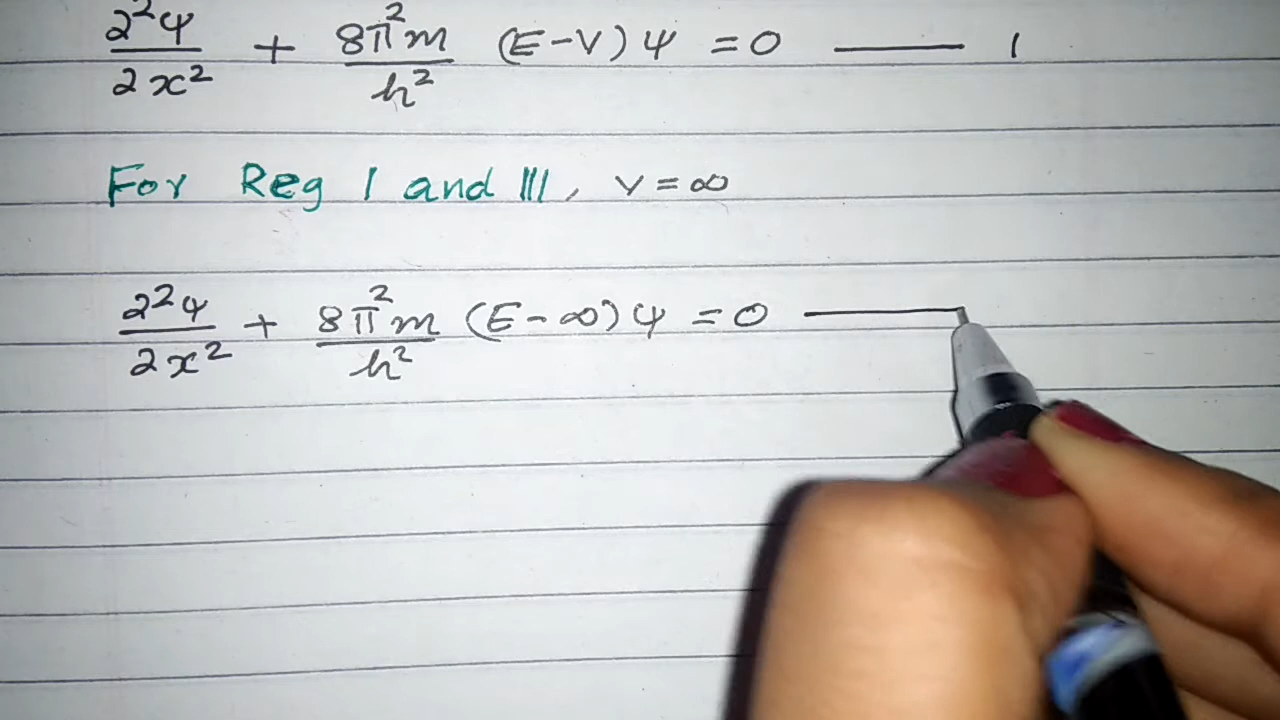 ∂²ψ/∂x² + 8π²m/h² (E-V)ψ = 0 —— 1
For Reg I and III, V = ∞
∂²ψ/∂x² + 8π²m/h² (E-∞)ψ = 0 ——